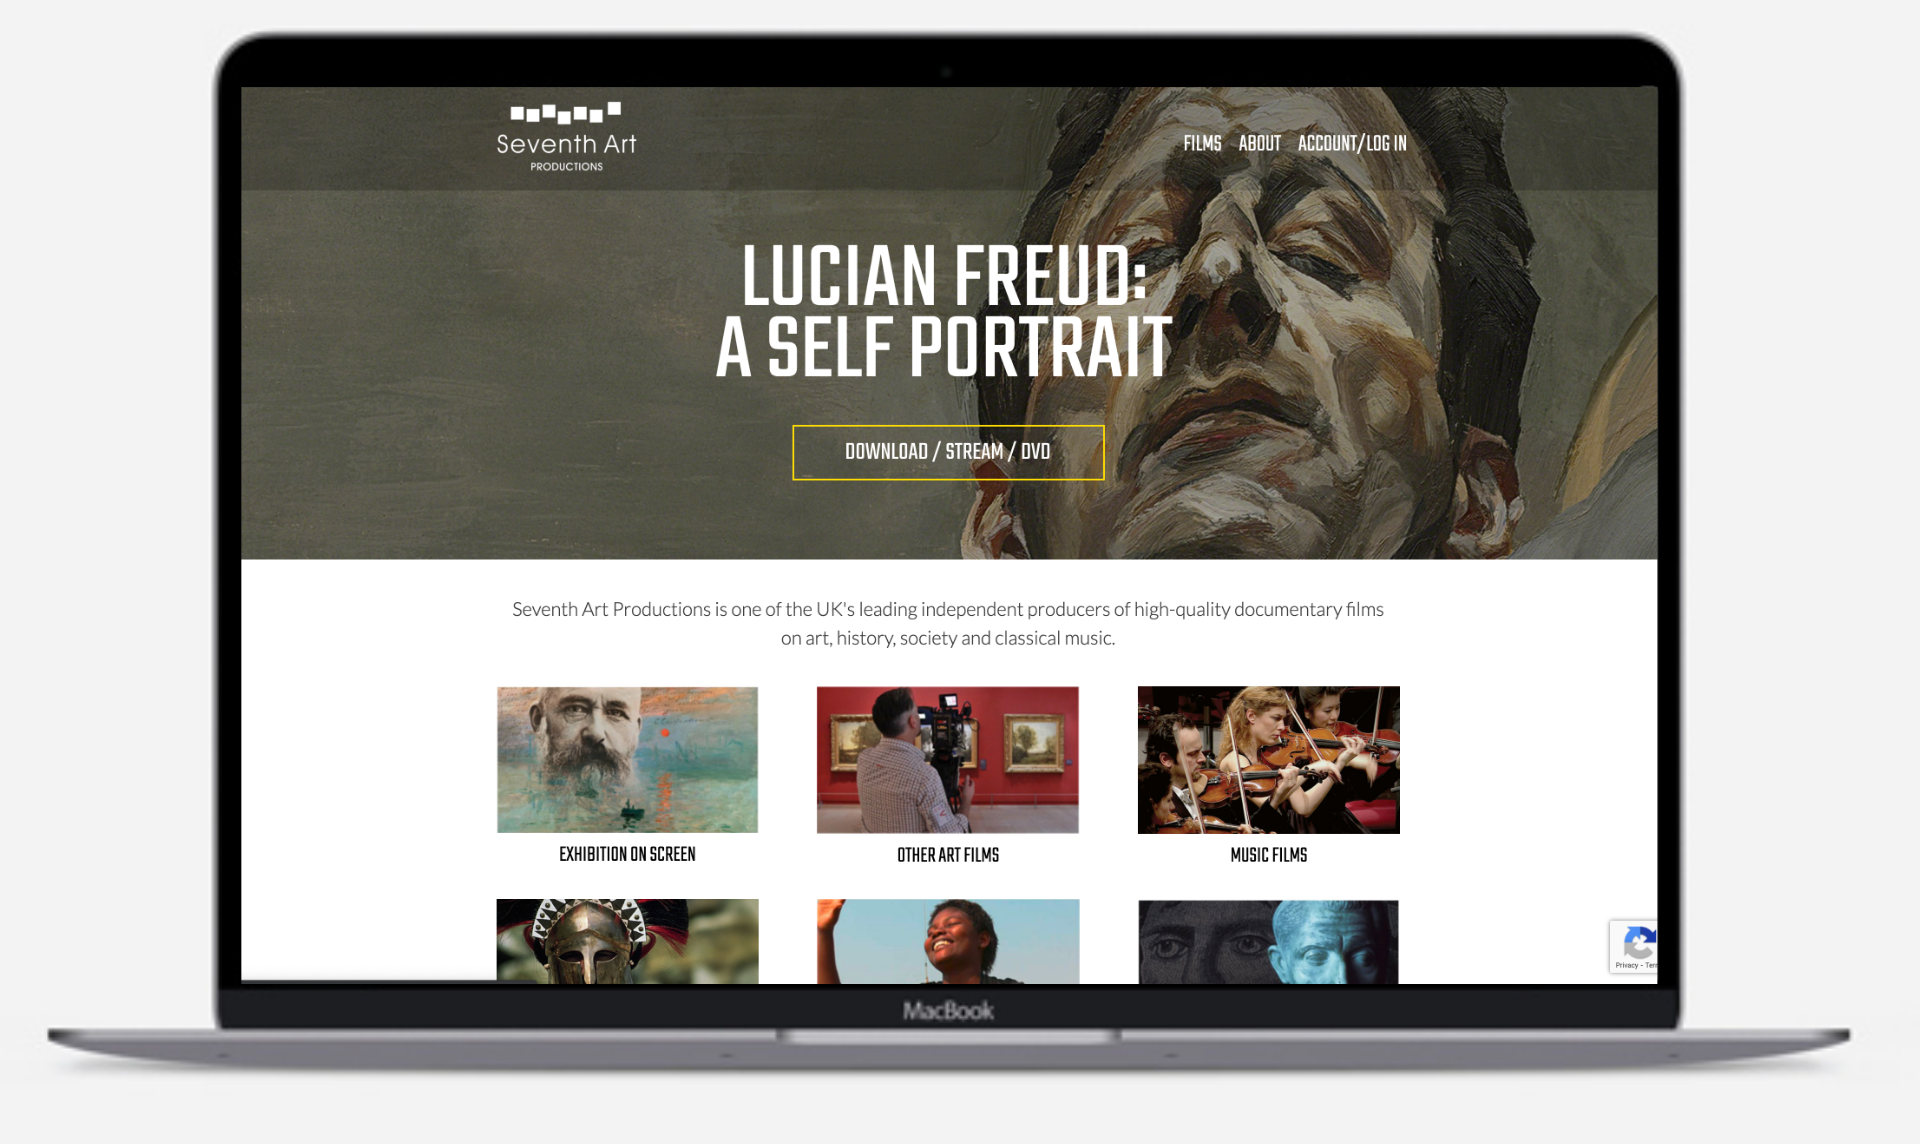 Seventh Art
PRODUCTIONS
FILMS ABOUT ACCOUNT/LOG IN
LUCIAN FREUD:
A SELF PORTRAIT
DOWNLOAD / STREAM / DVD
Seventh Art Productions is one of the UK's leading independent producers of high-quality documentary films
on art, history, society and classical music.
EXHIBITION ON SCREEN
OTHER ART FILMS
MUSIC FILMS
Privacy - Ter
MacBook